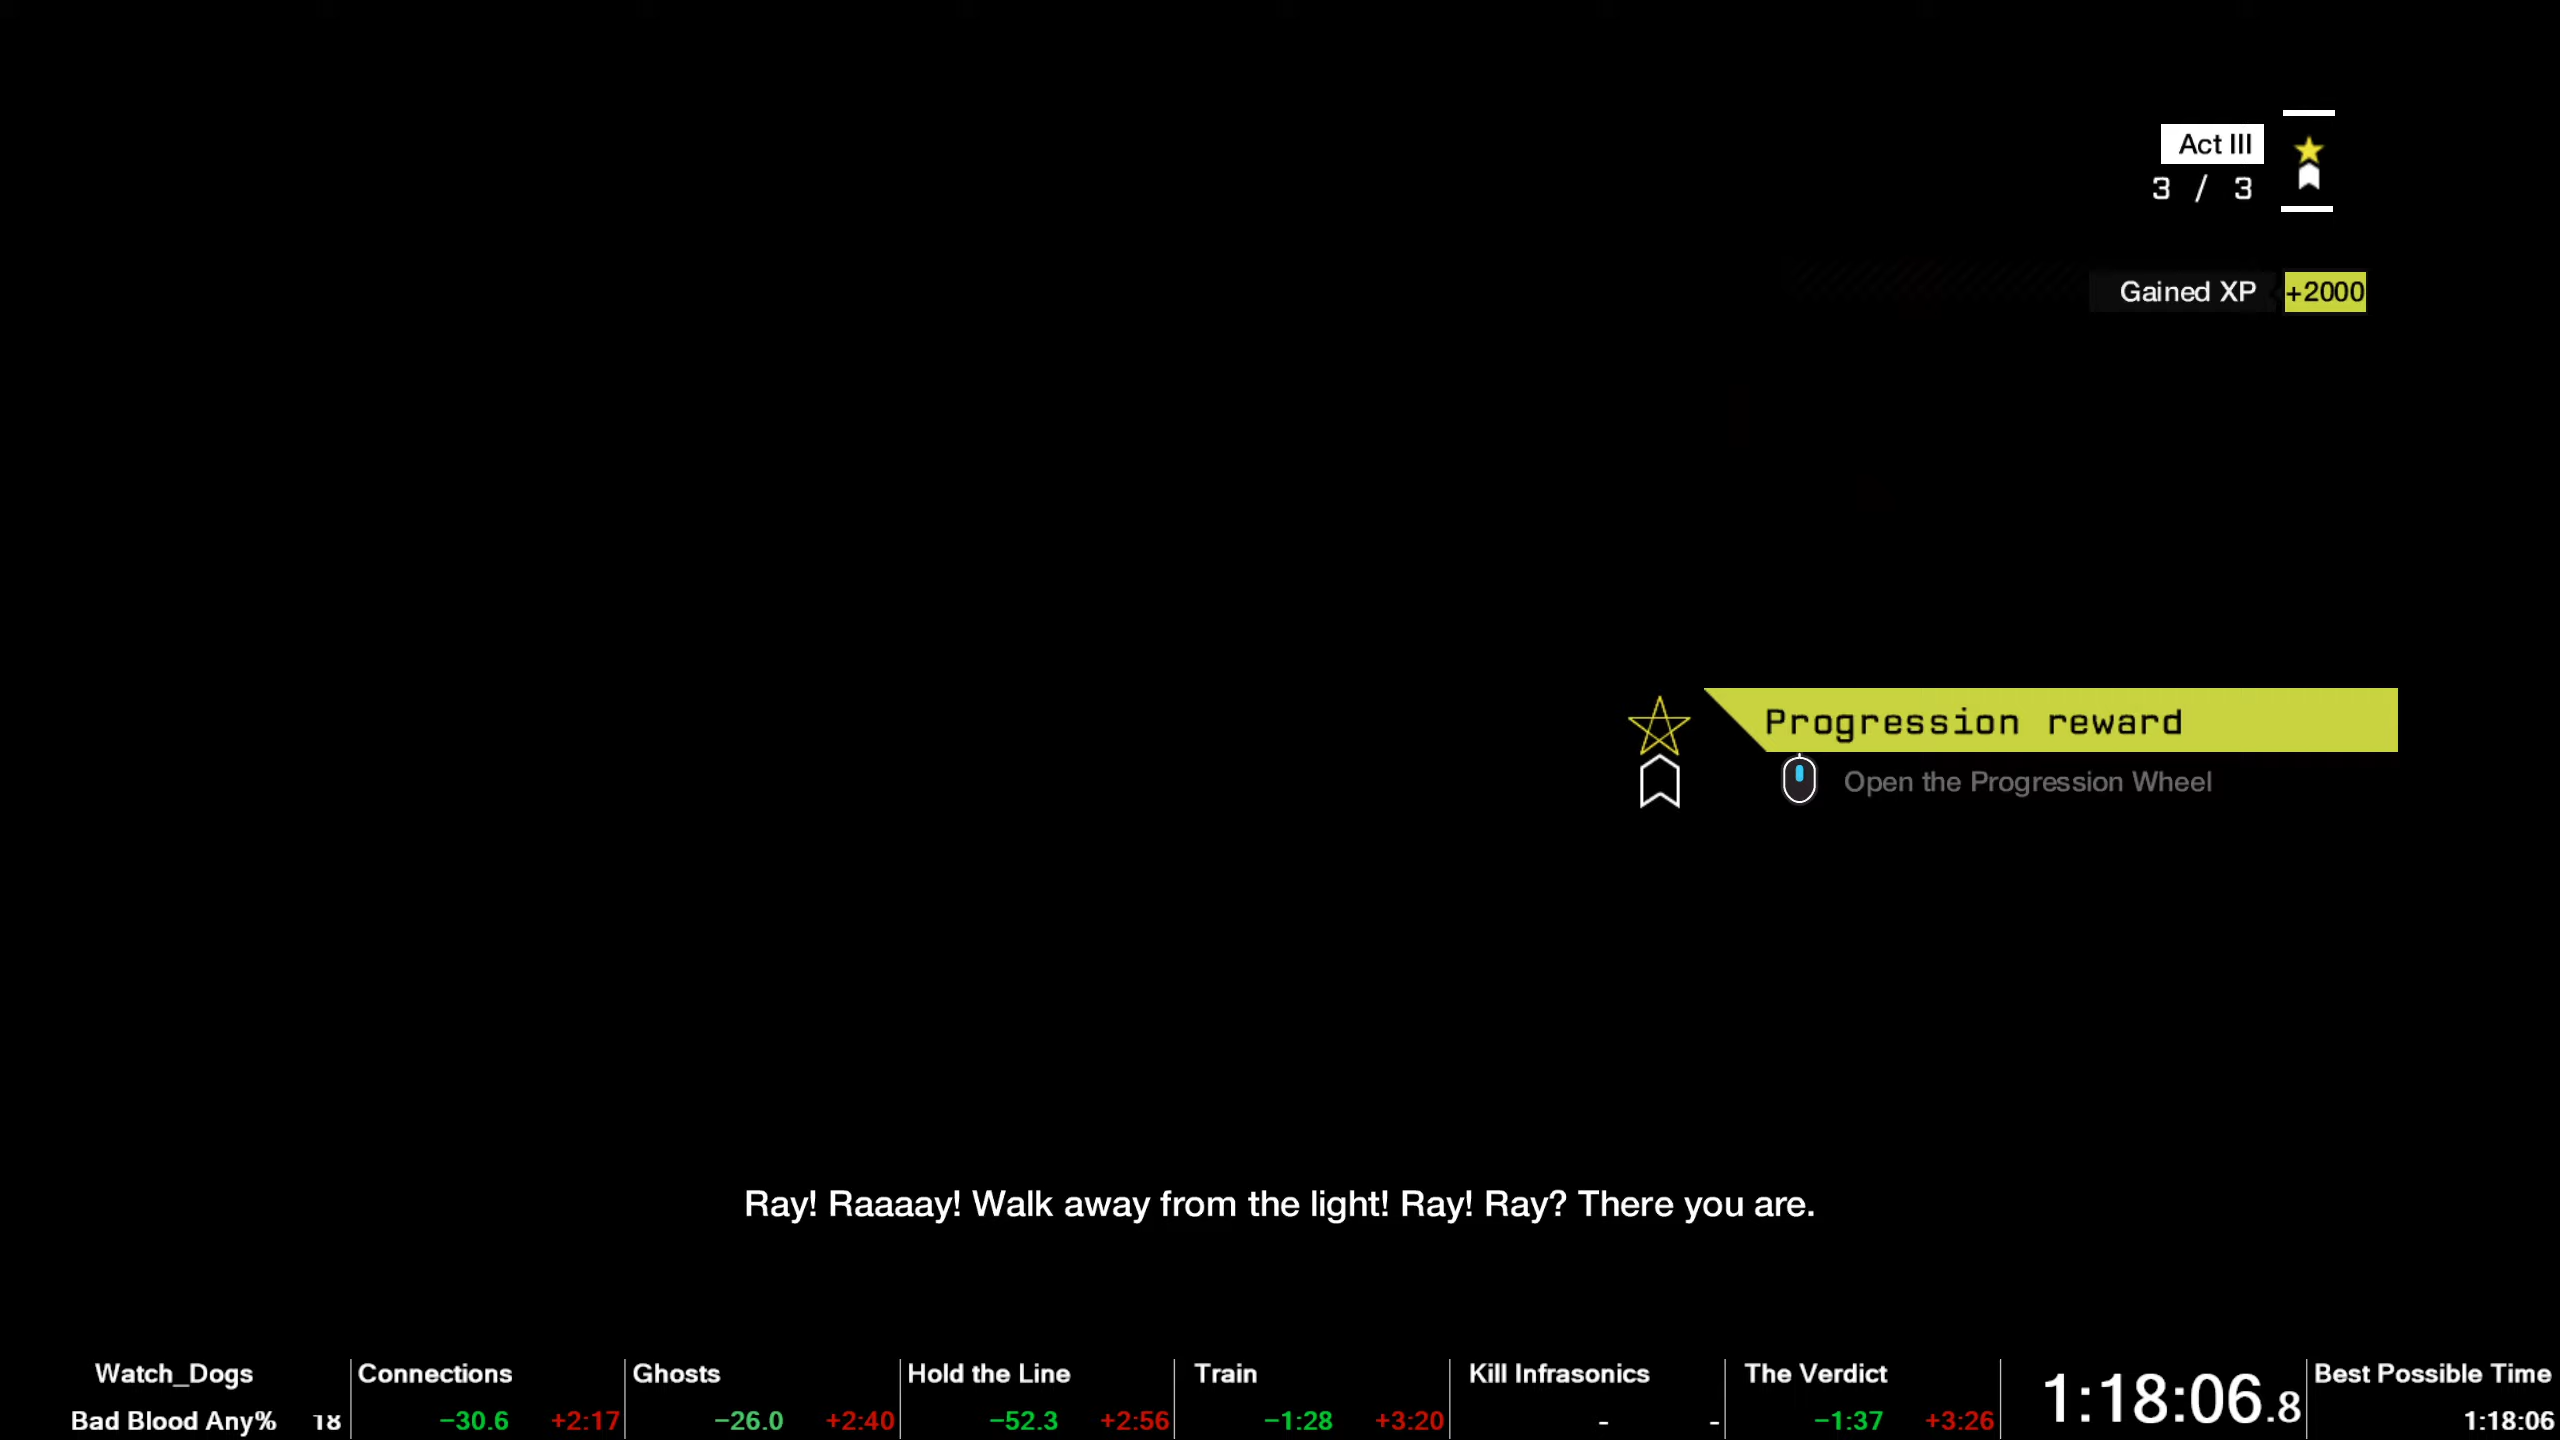 Act III
3 / 3
Gained XP +2000
Progression reward
Open the Progression Wheel
Ray! Raaaay! Walk away from the light! Ray! Ray? There you are.
Watch_Dogs Connections Ghosts Hold the Line Train Kill Infrasonics The Verdict 1:18:06.8 Best Possible Time
Bad Blood Any% 18 −30.6 +2:17 −26.0 +2:40 −52.3 +2:56 −1:28 +3:20 - - −1:37 +3:26 1:18:06